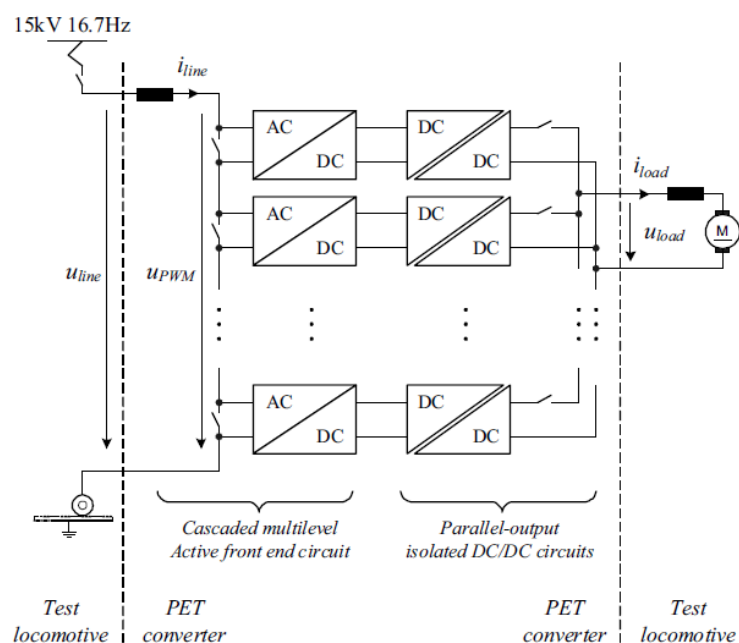 15kV 16.7Hz
i_line
AC
DC
DC
DC
i_load
AC
DC
DC
DC
u_load
M
u_line
u_PWM
AC
DC
DC
DC
Cascaded multilevel
Active front end circuit
Parallel-output
isolated DC/DC circuits
Test
locomotive
PET
converter
PET
converter
Test
locomotive